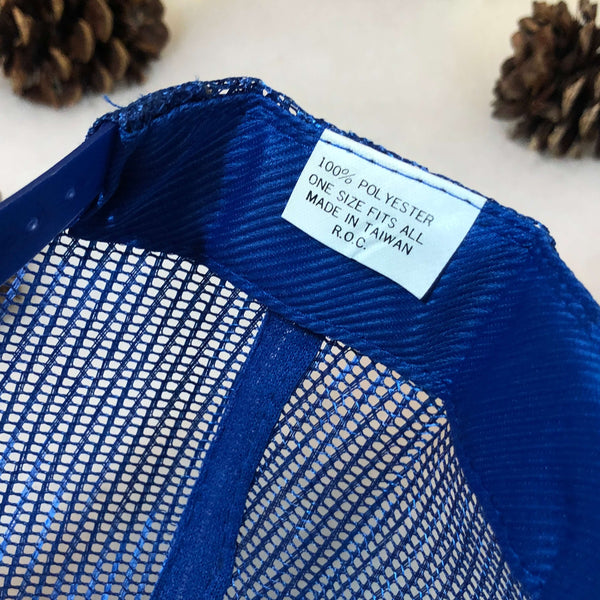 100% POLYESTER
ONE SIZE FITS ALL
MADE IN TAIWAN
R.O.C.